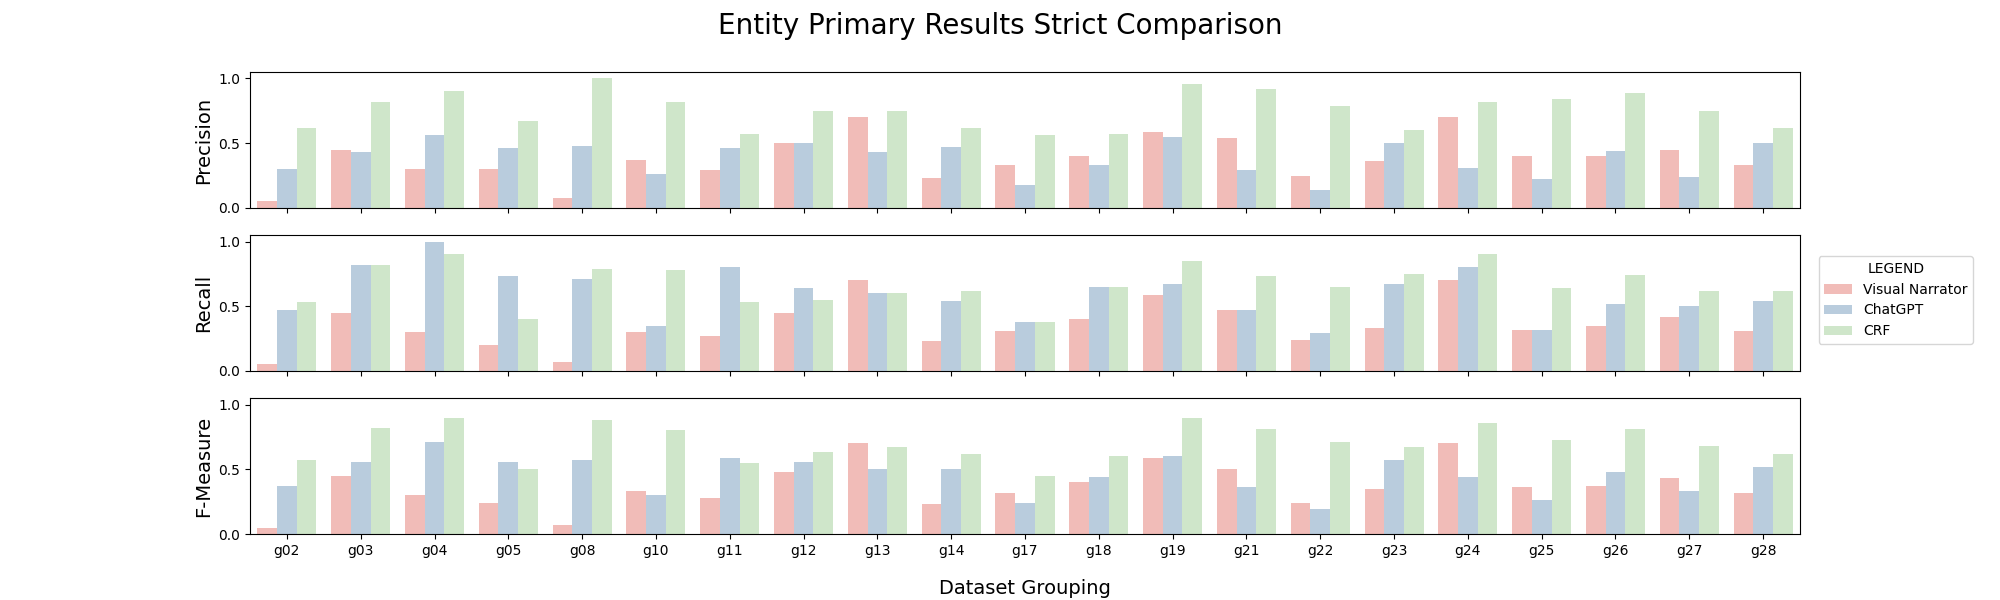 Entity Primary Results Strict Comparison
Precision
1.0
0.5
0.0
Recall
1.0
0.5
0.0
F-Measure
1.0
0.5
0.0
g02 g03 g04 g05 g08 g10 g11 g12 g13 g14 g17 g18 g19 g21 g22 g23 g24 g25 g26 g27 g28
Dataset Grouping
LEGEND
Visual Narrator
ChatGPT
CRF